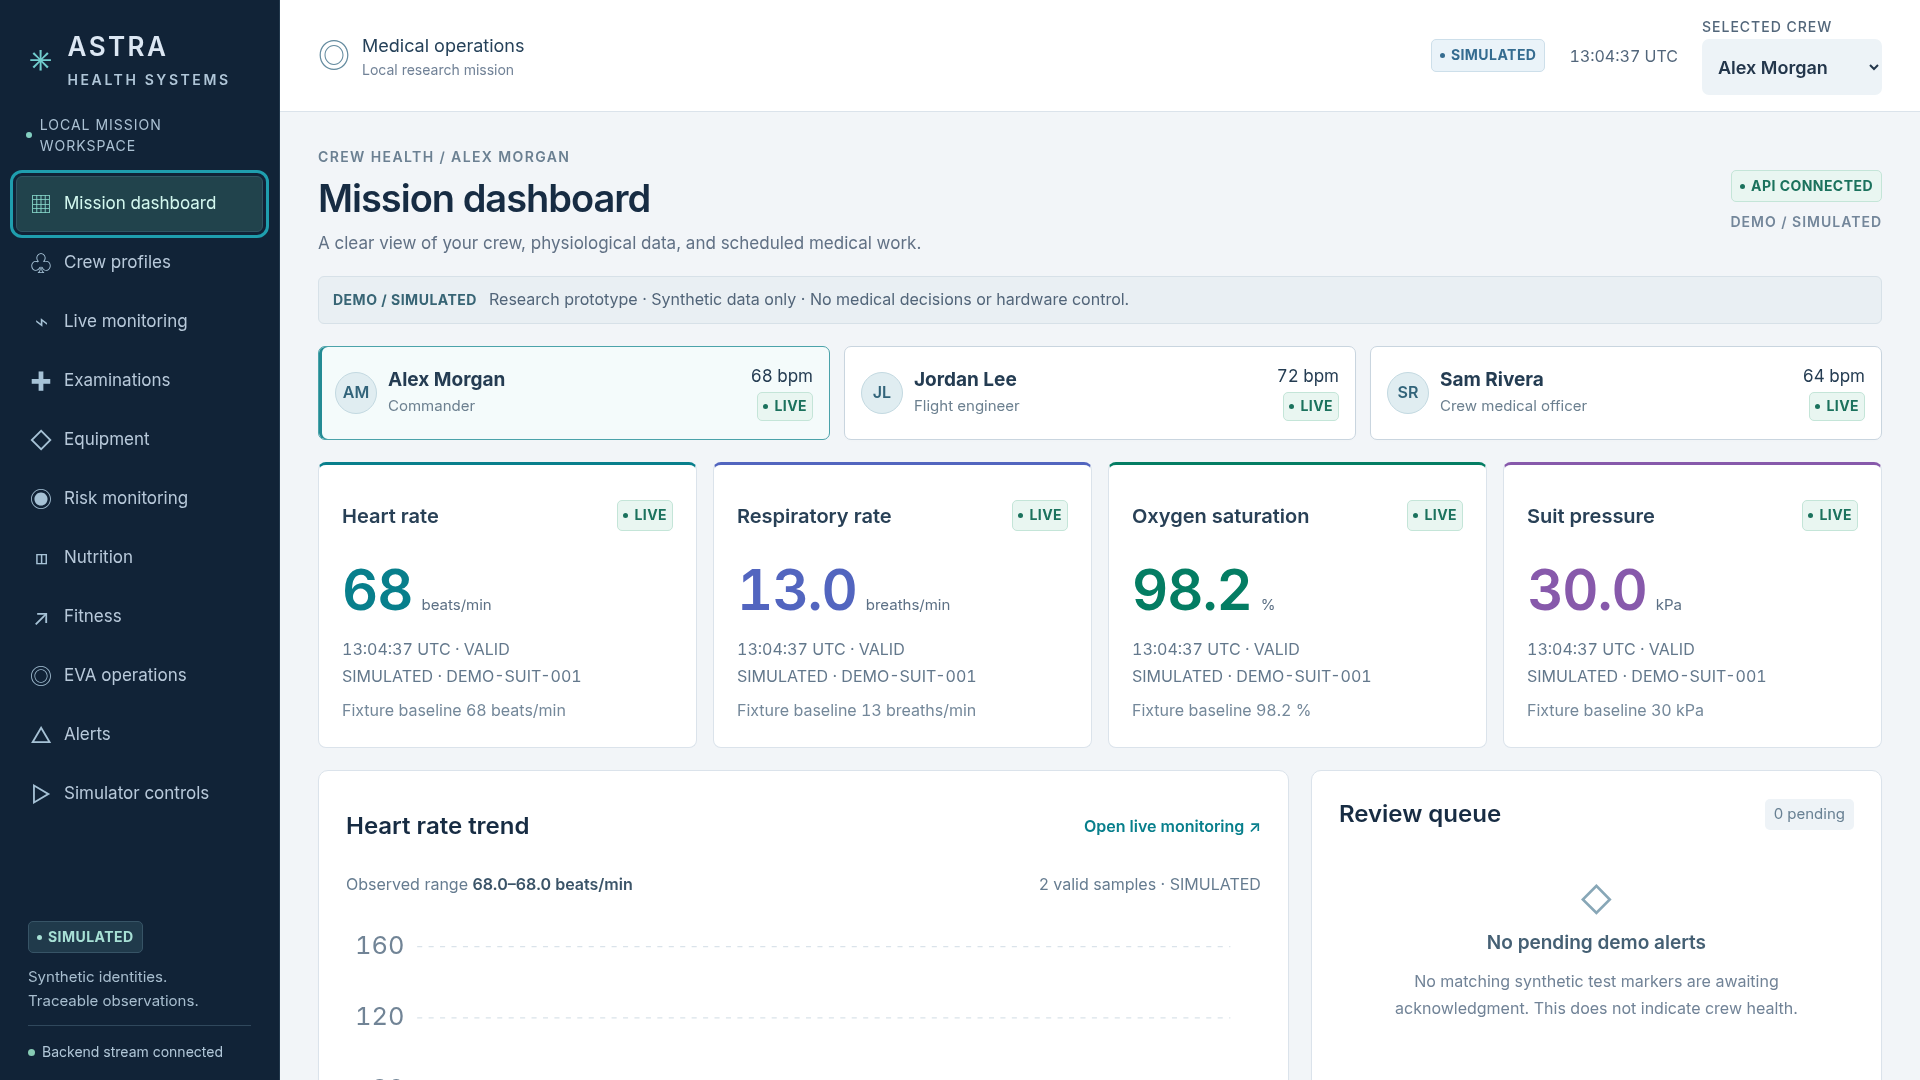 ASTRA
HEALTH SYSTEMS
LOCAL MISSION
WORKSPACE
Mission dashboard
Crew profiles
Live monitoring
Examinations
Equipment
Risk monitoring
Nutrition
Fitness
EVA operations
Alerts
Simulator controls
SIMULATED
Synthetic identities.
Traceable observations.
Backend stream connected
Medical operations
Local research mission
SIMULATED
13:04:37 UTC
SELECTED CREW
Alex Morgan
CREW HEALTH / ALEX MORGAN
Mission dashboard
A clear view of your crew, physiological data, and scheduled medical work.
API CONNECTED
DEMO / SIMULATED
DEMO / SIMULATED Research prototype · Synthetic data only · No medical decisions or hardware control.
AM
Alex Morgan
Commander
68 bpm
LIVE
JL
Jordan Lee
Flight engineer
72 bpm
LIVE
SR
Sam Rivera
Crew medical officer
64 bpm
LIVE
Heart rate
LIVE
68 beats/min
13:04:37 UTC · VALID
SIMULATED · DEMO-SUIT-001
Fixture baseline 68 beats/min
Respiratory rate
LIVE
13.0 breaths/min
13:04:37 UTC · VALID
SIMULATED · DEMO-SUIT-001
Fixture baseline 13 breaths/min
Oxygen saturation
LIVE
98.2 %
13:04:37 UTC · VALID
SIMULATED · DEMO-SUIT-001
Fixture baseline 98.2 %
Suit pressure
LIVE
30.0 kPa
13:04:37 UTC · VALID
SIMULATED · DEMO-SUIT-001
Fixture baseline 30 kPa
Heart rate trend
Open live monitoring ↗
Observed range 68.0–68.0 beats/min
2 valid samples · SIMULATED
160
120
Review queue
0 pending
No pending demo alerts
No matching synthetic test markers are awaiting
acknowledgment. This does not indicate crew health.